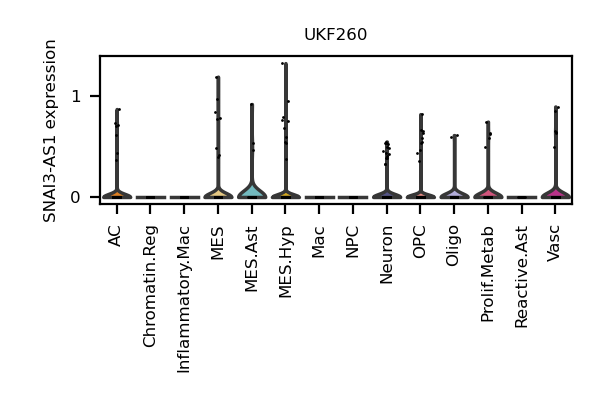 UKF260
SNAI3-AS1 expression
1
0
AC
Chromatin.Reg
Inflammatory.Mac
MES
MES.Ast
MES.Hyp
Mac
NPC
Neuron
OPC
Oligo
Prolif.Metab
Reactive.Ast
Vasc